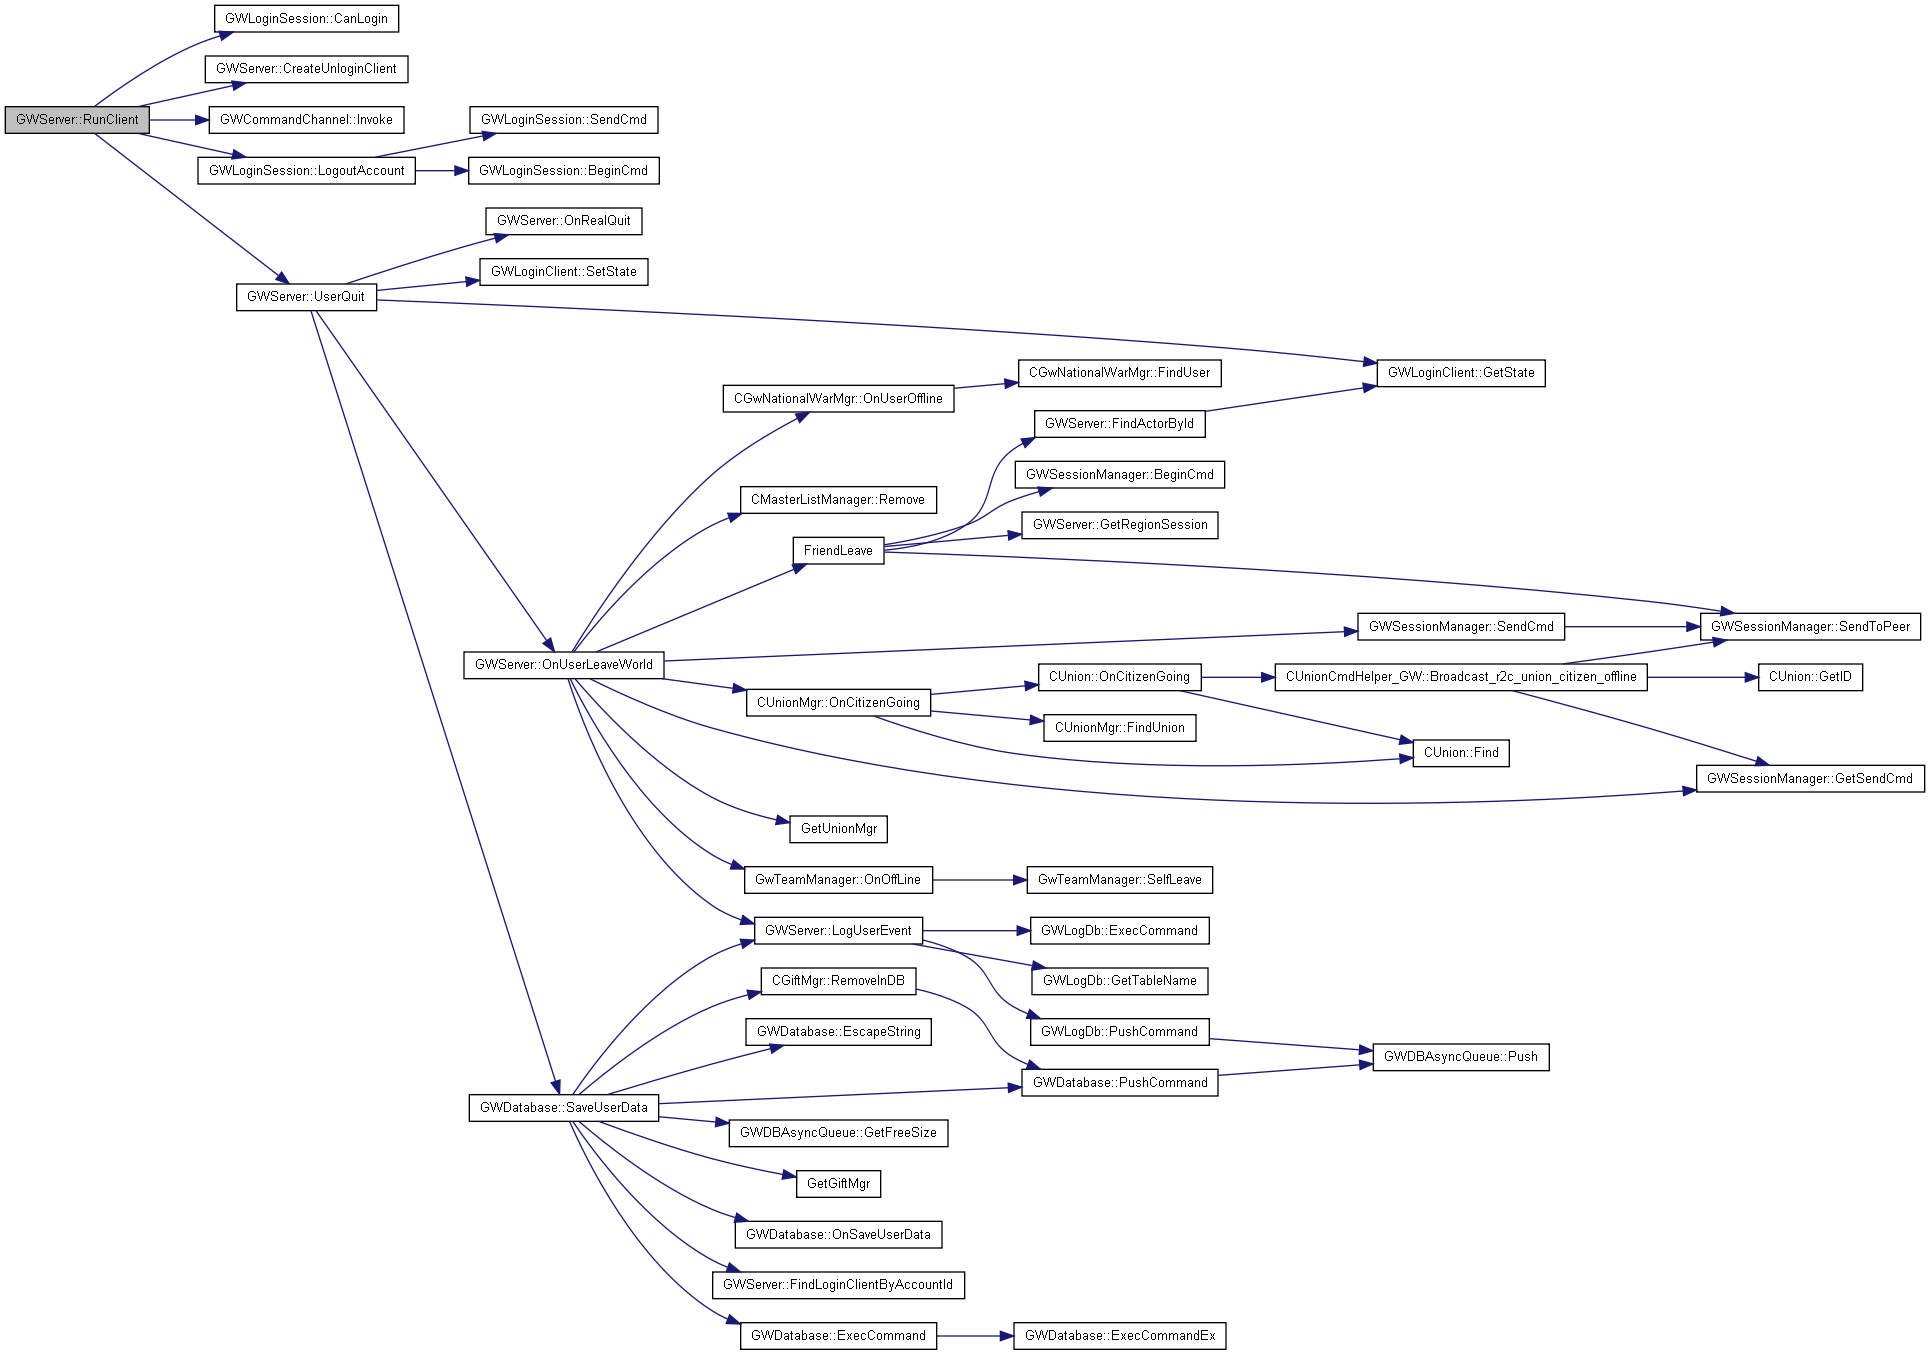 GWLoginSession::CanLogin
GWServer::CreateUnloginClient
GWServer::RunClient
GWCommandChannel::Invoke
GWLoginSession::SendCmd
GWLoginSession::LogoutAccount
GWLoginSession::BeginCmd
GWServer::OnRealQuit
GWLoginClient::SetState
GWServer::UserQuit
CGwNationalWarMgr::FindUser
GWLoginClient::GetState
CGwNationalWarMgr::OnUserOffline
GWServer::FindActorById
GWSessionManager::BeginCmd
CMasterListManager::Remove
GWServer::GetRegionSession
FriendLeave
GWSessionManager::SendCmd
GWSessionManager::SendToPeer
GWServer::OnUserLeaveWorld
CUnion::OnCitizenGoing
CUnionCmdHelper_GW::Broadcast_r2c_union_citizen_offline
CUnion::GetID
CUnionMgr::OnCitizenGoing
CUnionMgr::FindUnion
CUnion::Find
GWSessionManager::GetSendCmd
GetUnionMgr
GwTeamManager::OnOffLine
GwTeamManager::SelfLeave
GWServer::LogUserEvent
GWLogDb::ExecCommand
CGiftMgr::RemoveInDB
GWLogDb::GetTableName
GWDatabase::EscapeString
GWLogDb::PushCommand
GWDBAsyncQueue::Push
GWDatabase::PushCommand
GWDatabase::SaveUserData
GWDBAsyncQueue::GetFreeSize
GetGiftMgr
GWDatabase::OnSaveUserData
GWServer::FindLoginClientByAccountId
GWDatabase::ExecCommand
GWDatabase::ExecCommandEx